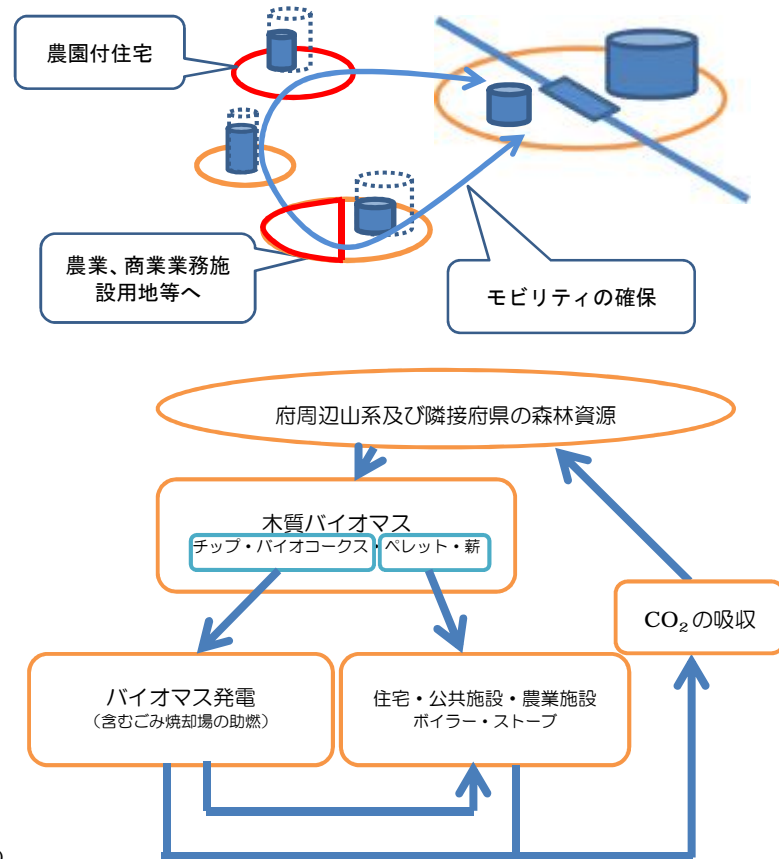 農園付住宅
農業、商業業務施
設用地等へ
モビリティの確保
府周辺山系及び隣接府県の森林資源
木質バイオマス
チップ・バイオコークス・ペレット・薪
CO₂の吸収
バイオマス発電
（含むごみ焼却場の助燃）
住宅・公共施設・農業施設
ボイラー・ストーブ